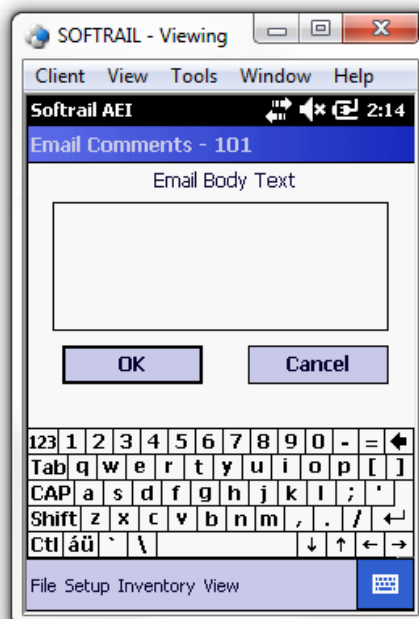 SOFTRAIL - Viewing
Client View Tools Window Help
Softrail AEI 2:14
Email Comments - 101
Email Body Text
OK Cancel
123 1 2 3 4 5 6 7 8 9 0 - =
Tab q w e r t y u i o p [ ]
CAP a s d f g h j k l ; '
Shift z x c v b n m , . /
Ctl áü ` \
File Setup Inventory View